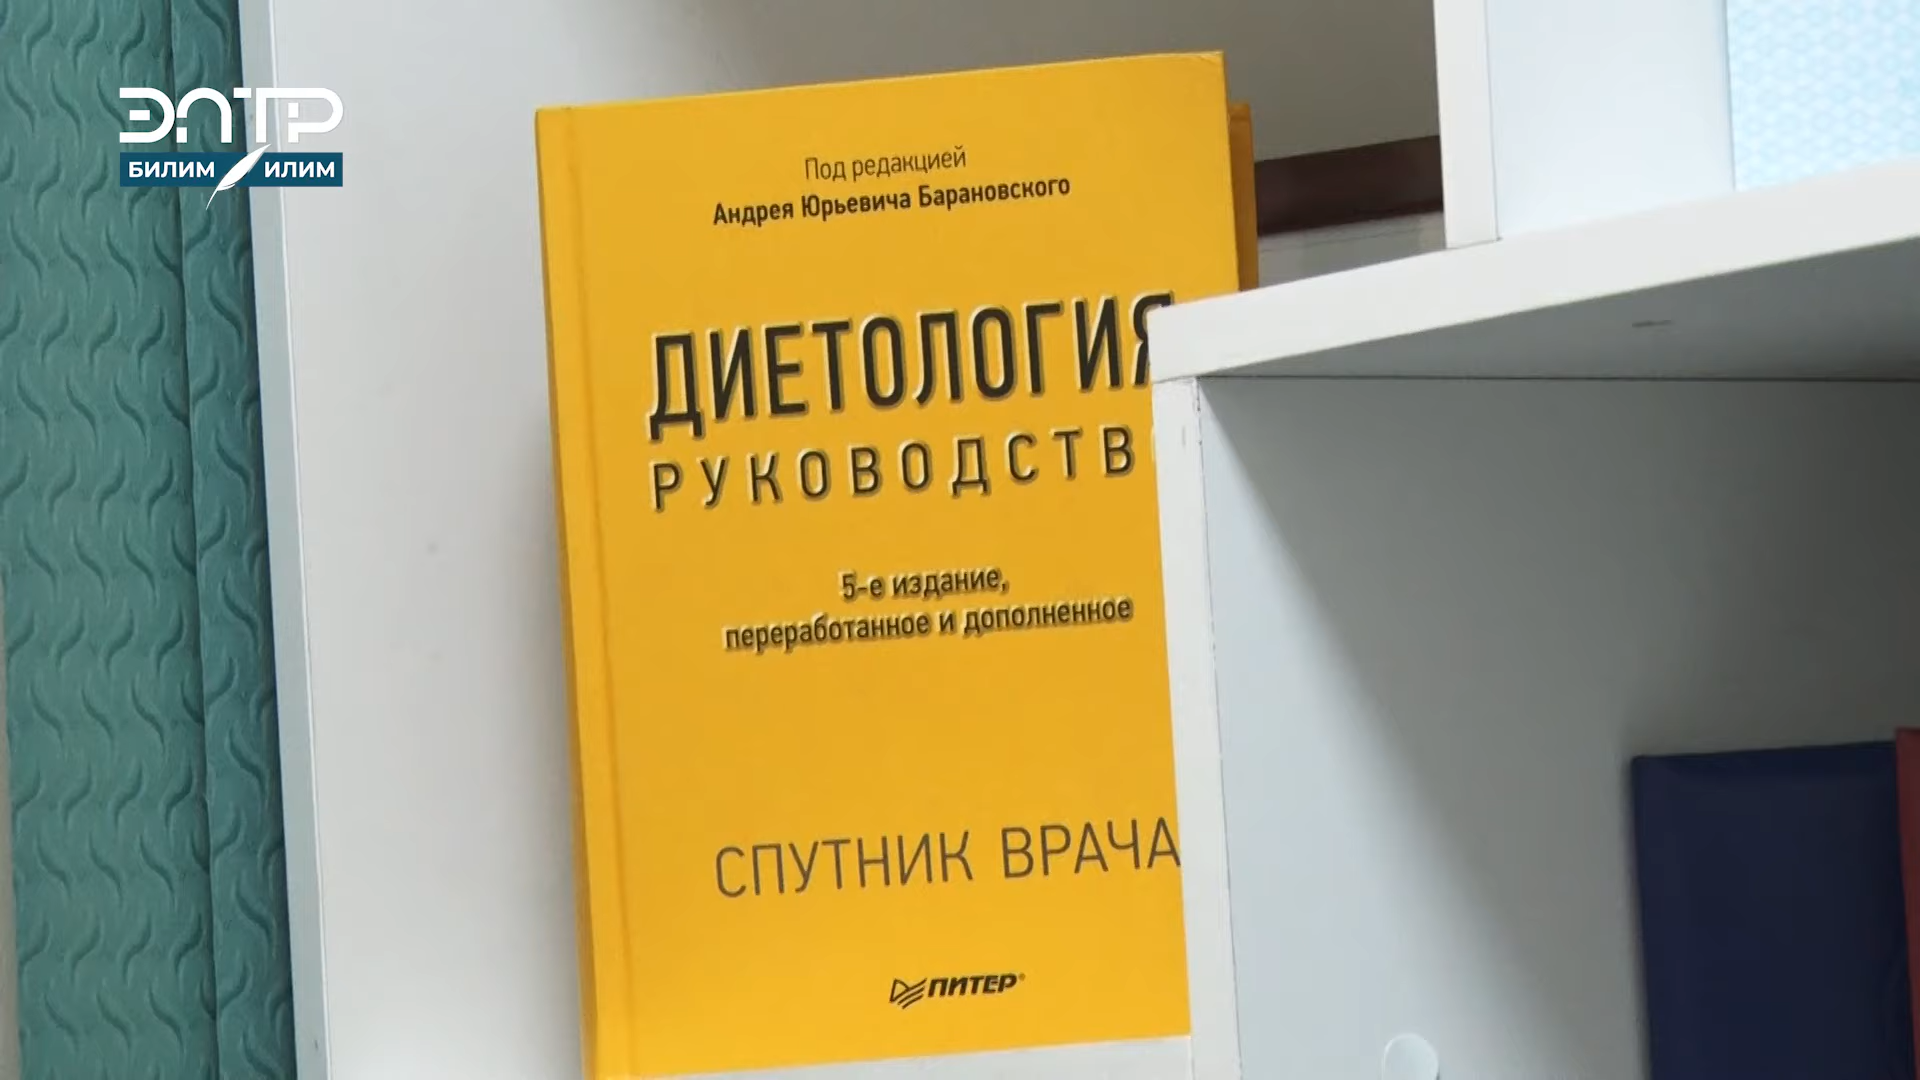 ЭЛТР
БИЛИМ ИЛИМ
Под редакцией
Андрея Юрьевича Барановского
ДИЕТОЛОГИЯ
РУКОВОДСТВ
5-е издание,
переработанное и дополненное
СПУТНИК ВРАЧА
ПИТЕР®